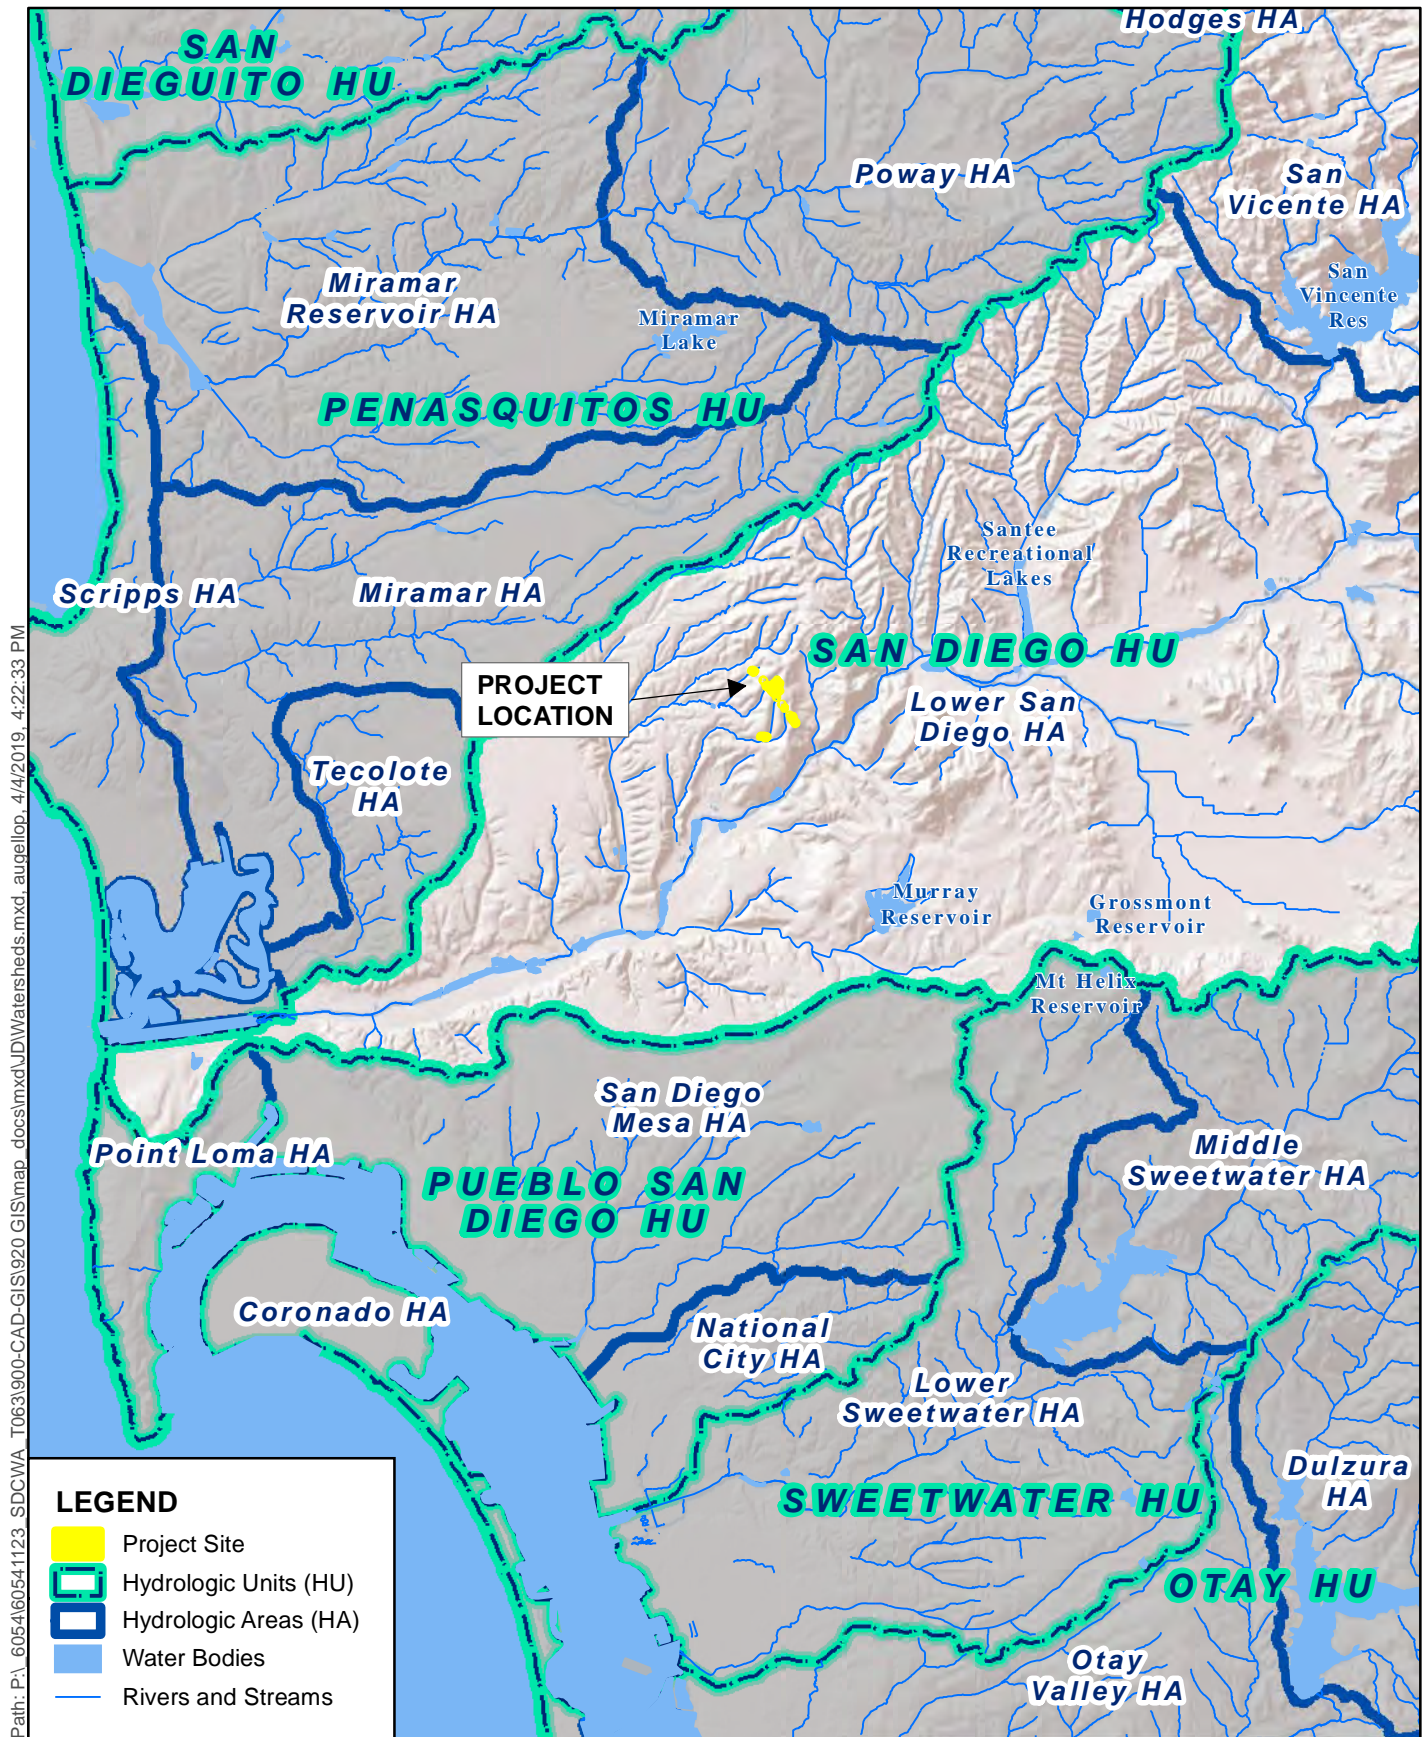 Hodges HA
SAN
DIEGUITO HU
Poway HA
San
Vicente HA
San
Vincente
Res
Miramar
Reservoir HA
Miramar
Lake
PENASQUITOS HU
Santee
Recreational
Lakes
Scripps HA
Miramar HA
SAN DIEGO HU
PROJECT
LOCATION
Lower San
Diego HA
Tecolote
HA
Murray
Reservoir
Grossmont
Reservoir
Mt Helix
Reservoir
San Diego
Mesa HA
Point Loma HA
Middle
Sweetwater HA
PUEBLO SAN
DIEGO HU
Coronado HA
National
City HA
Lower
Sweetwater HA
Dulzura
HA
SWEETWATER HU
OTAY HU
Otay
Valley HA
LEGEND
Project Site
Hydrologic Units (HU)
Hydrologic Areas (HA)
Water Bodies
Rivers and Streams
Path: P:\_6054\60541123_SDCWA_T063\900-CAD-GIS\920 GIS\map_docs\mxd\JD\Watersheds.mxd, augellop, 4/4/2019, 4:22:33 PM